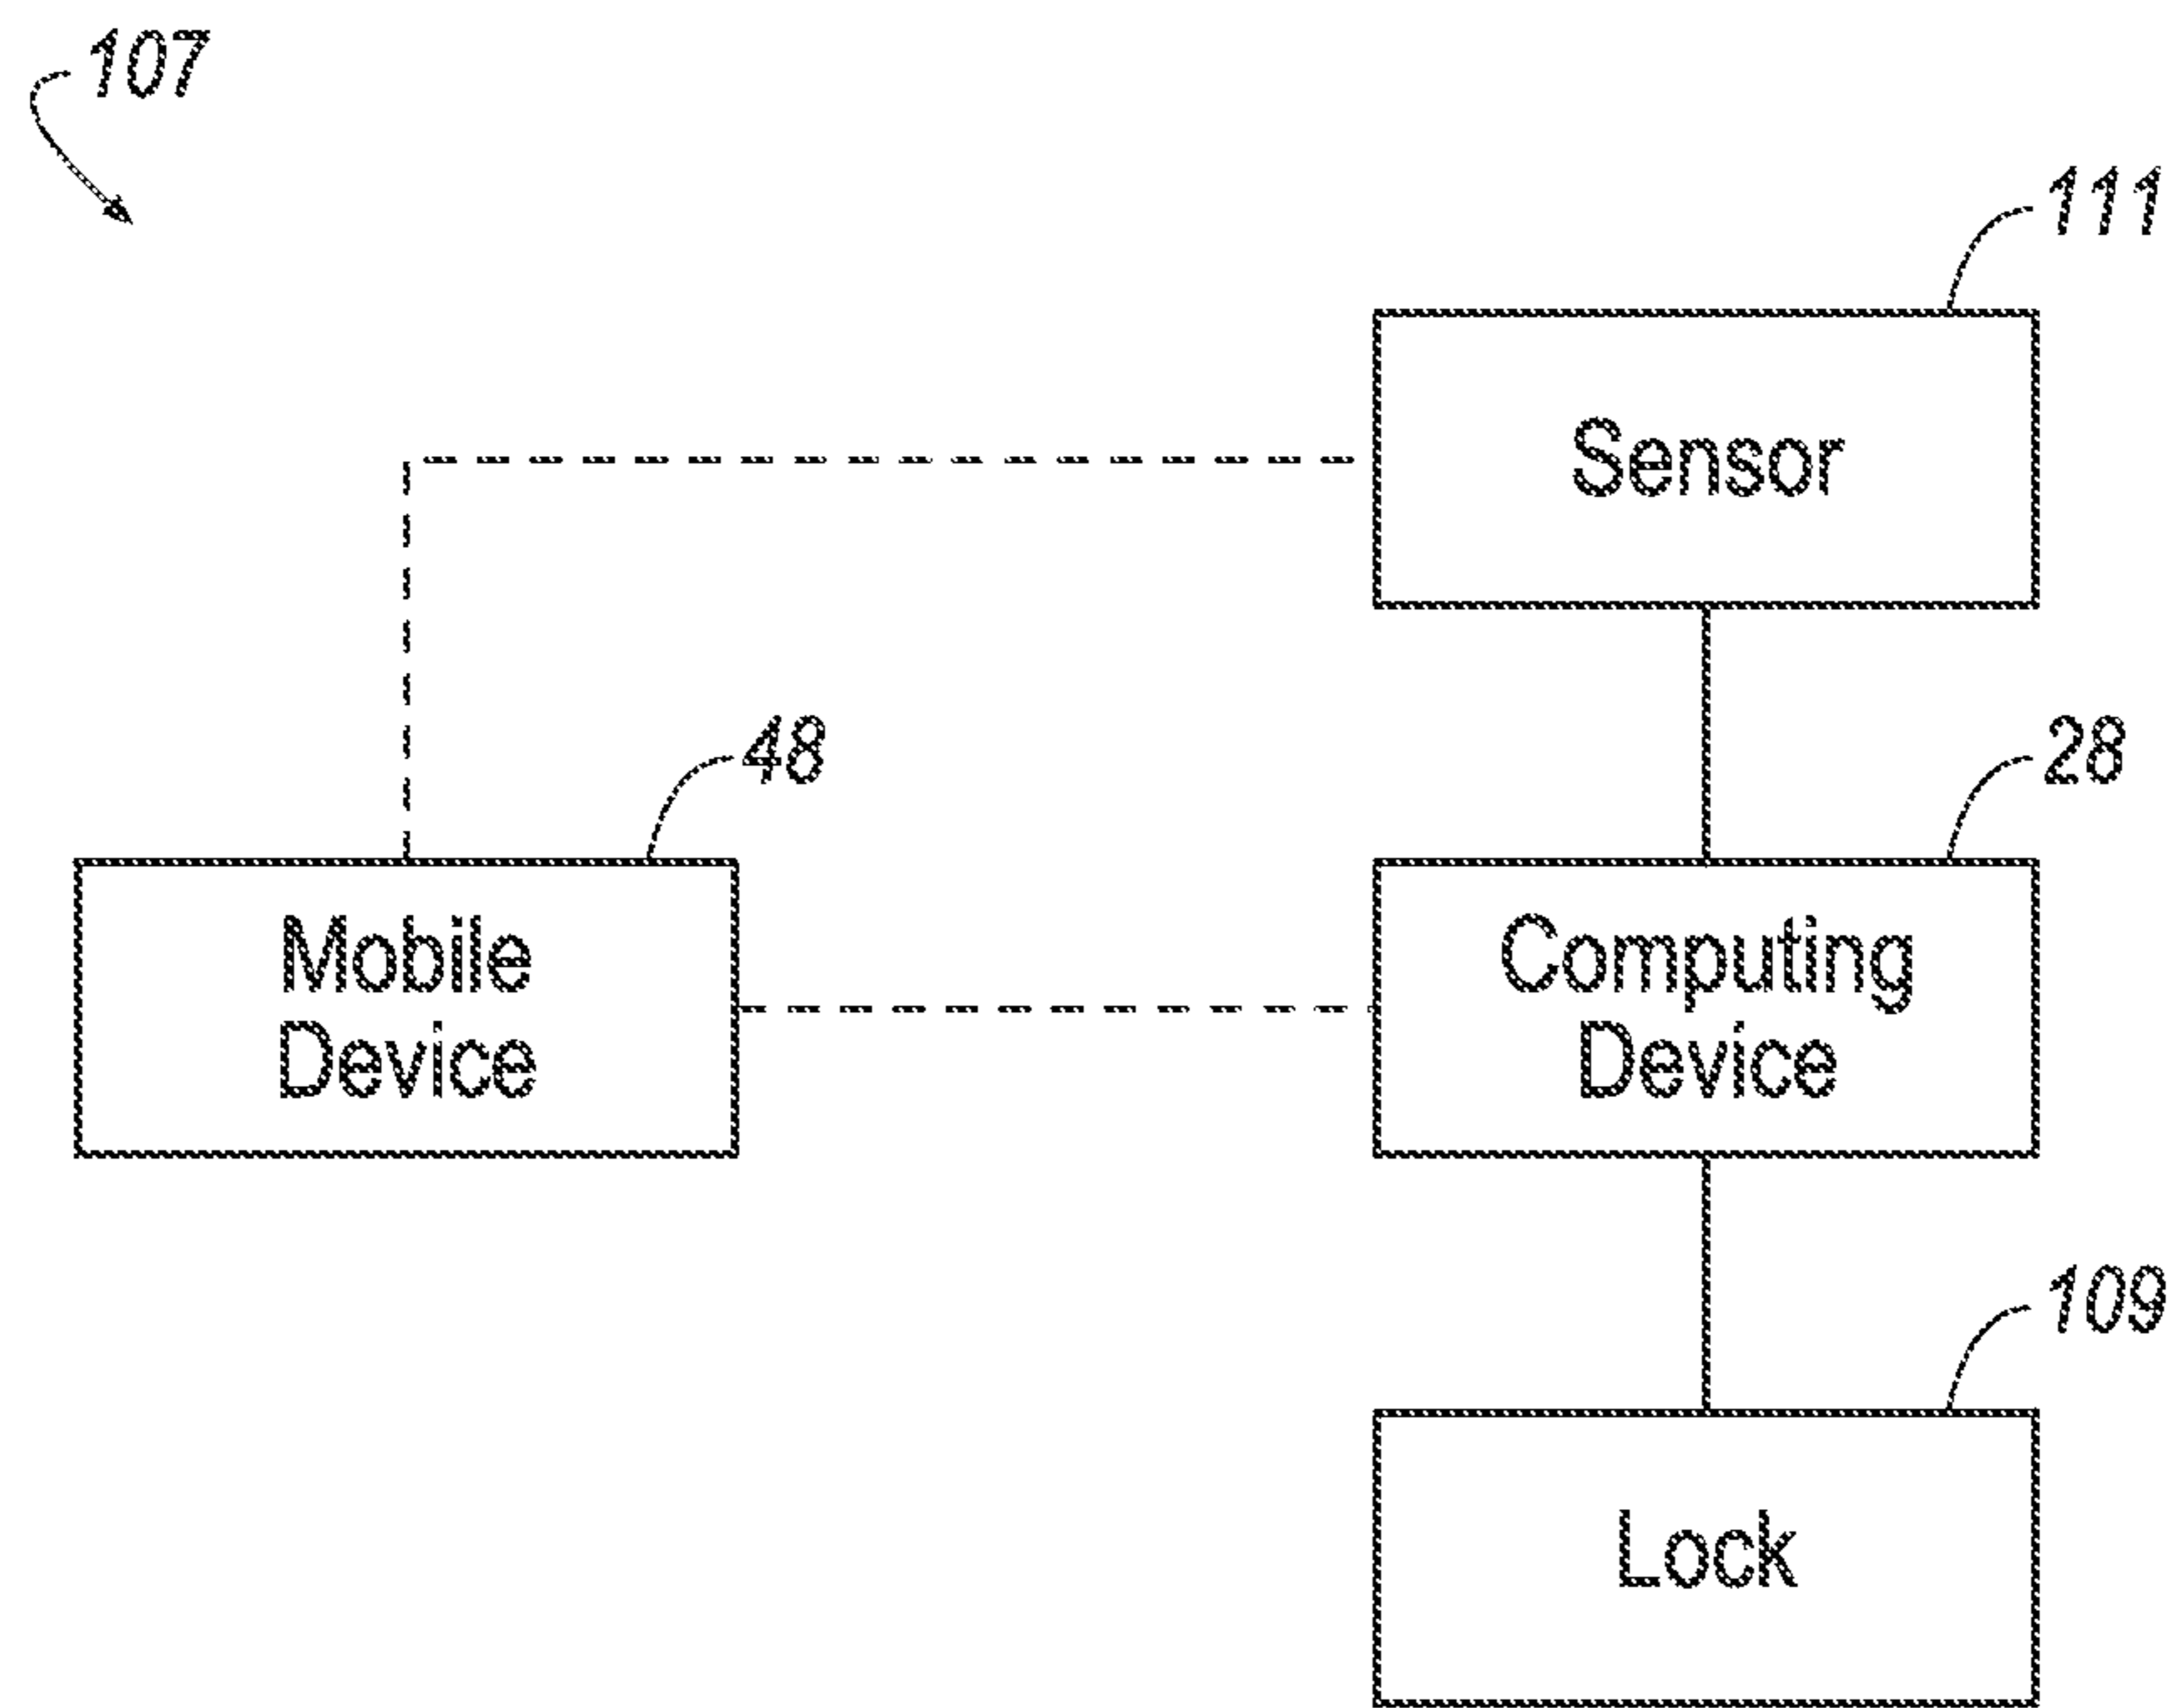 107
111
Sensor
48
28
Mobile
Device
Computing
Device
109
Lock